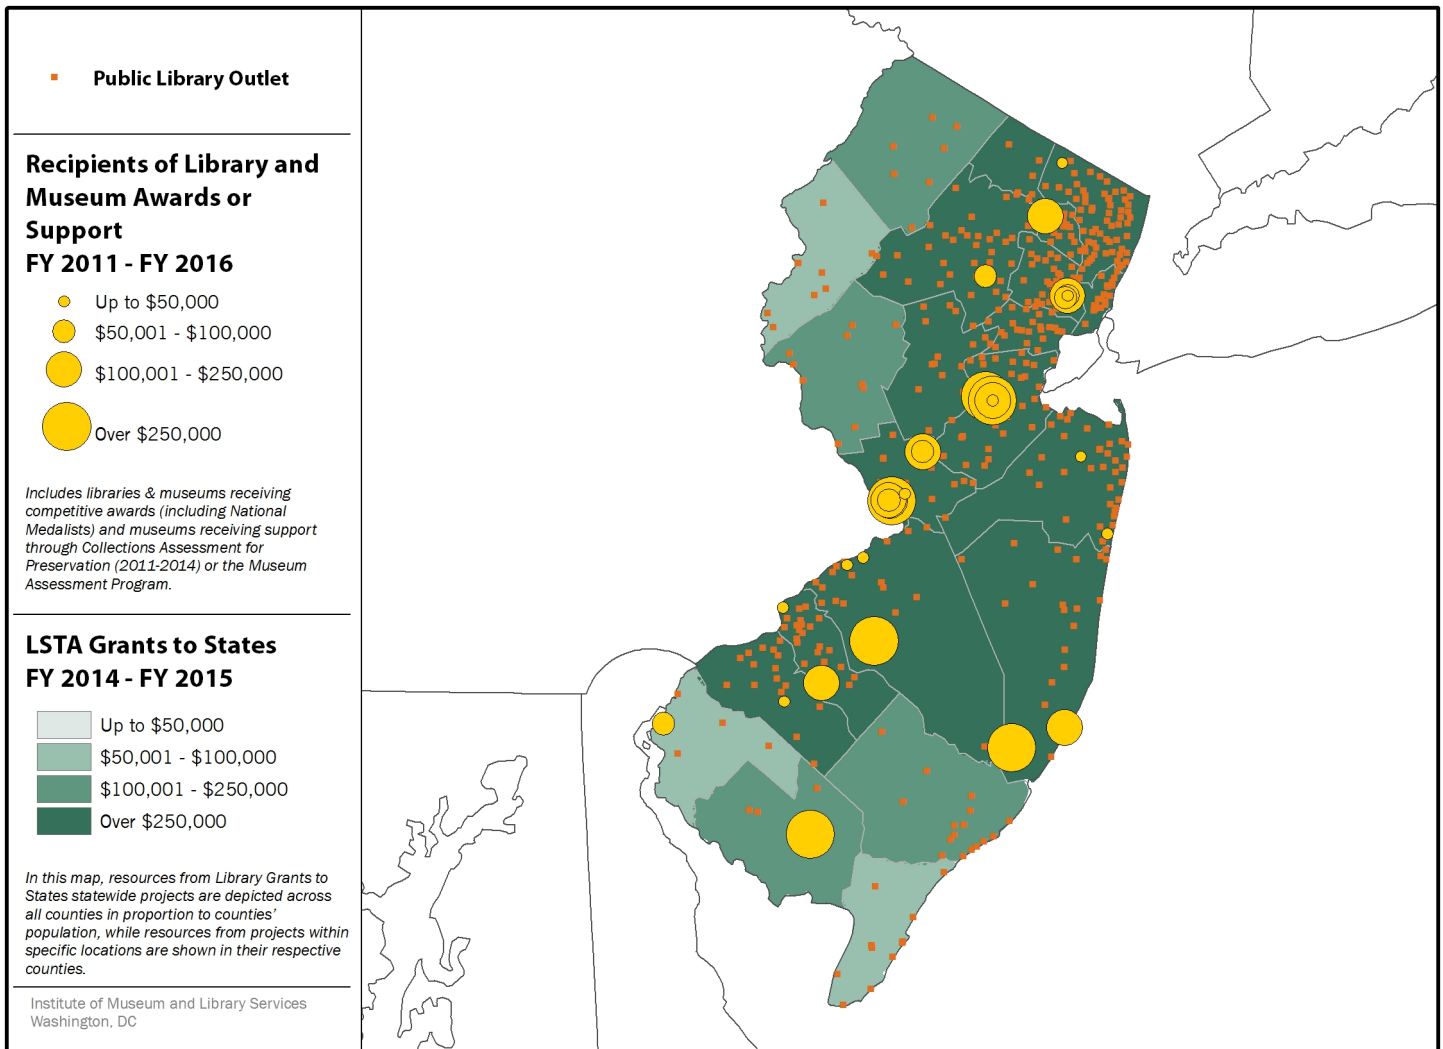 Public Library Outlet
Recipients of Library and
Museum Awards or
Support
FY 2011 - FY 2016
Up to $50,000
$50,001 - $100,000
$100,001 - $250,000
Over $250,000
Includes libraries & museums receiving
competitive awards (including National
Medalists) and museums receiving support
through Collections Assessment for
Preservation (2011-2014) or the Museum
Assessment Program.
LSTA Grants to States
FY 2014 - FY 2015
Up to $50,000
$50,001 - $100,000
$100,001 - $250,000
Over $250,000
In this map, resources from Library Grants to
States statewide projects are depicted across
all counties in proportion to counties'
population, while resources from projects within
specific locations are shown in their respective
counties.
Institute of Museum and Library Services
Washington, DC